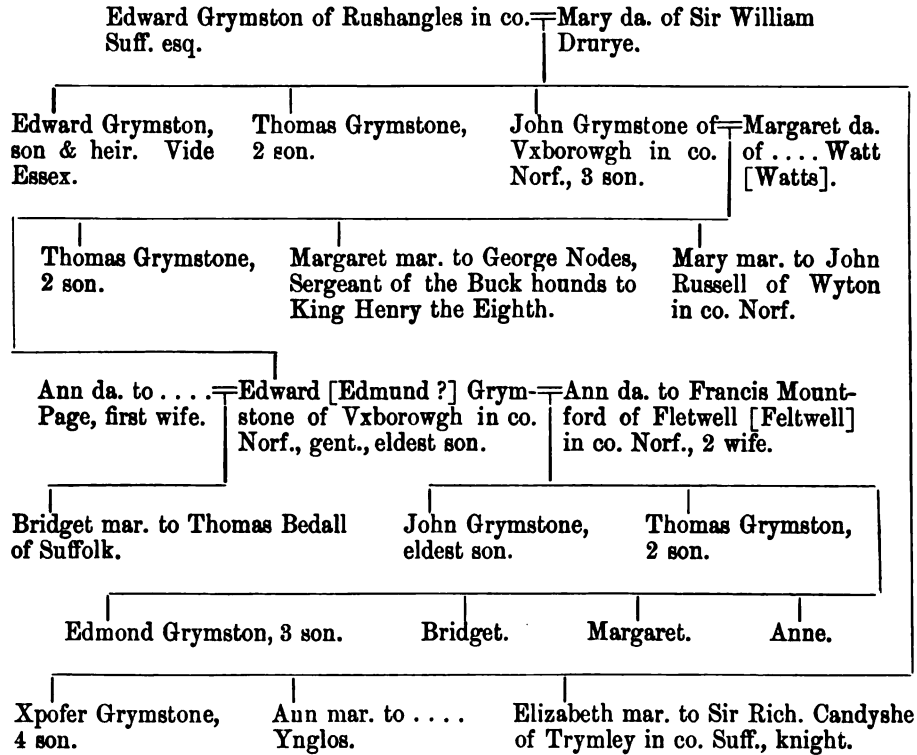 Edward Grymston of Rushangles in co. Mary da. of Sir William
Suff. esq. Drurye.
Edward Grymston, Thomas Grymstone, John Grymstone of Margaret da.
son & heir. Vide 2 son. Vxborowgh in co. of .... Watt
Essex. Norf., 3 son. [Watts].
Thomas Grymstone, Margaret mar. to George Nodes, Mary mar. to John
2 son. Sergeant of the Buck hounds to Russell of Wyton
King Henry the Eighth. in co. Norf.
Ann da. to .... Edward [Edmund ?] Grym- Ann da. to Francis Mount-
Page, first wife. stone of Vxborowgh in co. ford of Fletwell [Feltwell]
Norf., gent., eldest son. in co. Norf., 2 wife.
Bridget mar. to Thomas Bedall John Grymstone, Thomas Grymston,
of Suffolk. eldest son. 2 son.
Edmond Grymston, 3 son. Bridget. Margaret. Anne.
Xpofer Grymstone, Ann mar. to .... Elizabeth mar. to Sir Rich. Candyshe
4 son. Ynglos. of Trymley in co. Suff., knight.